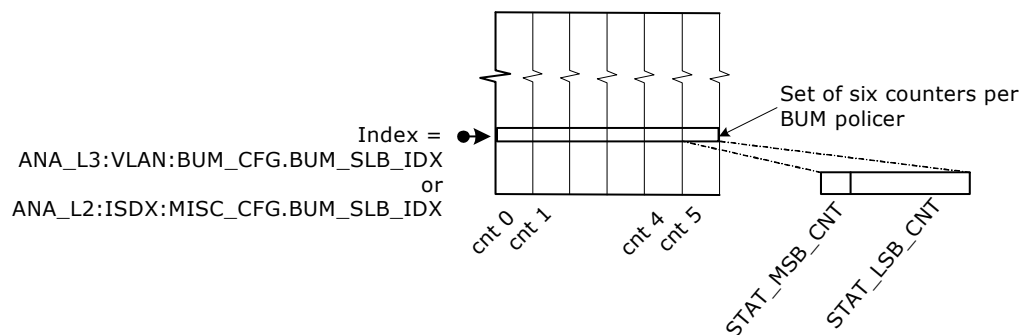 Set of six counters per
BUM policer
Index =
ANA_L3:VLAN:BUM_CFG.BUM_SLB_IDX
or
ANA_L2:ISDX:MISC_CFG.BUM_SLB_IDX
cnt 0
cnt 1
cnt 4
cnt 5
STAT_MSB_CNT
STAT_LSB_CNT